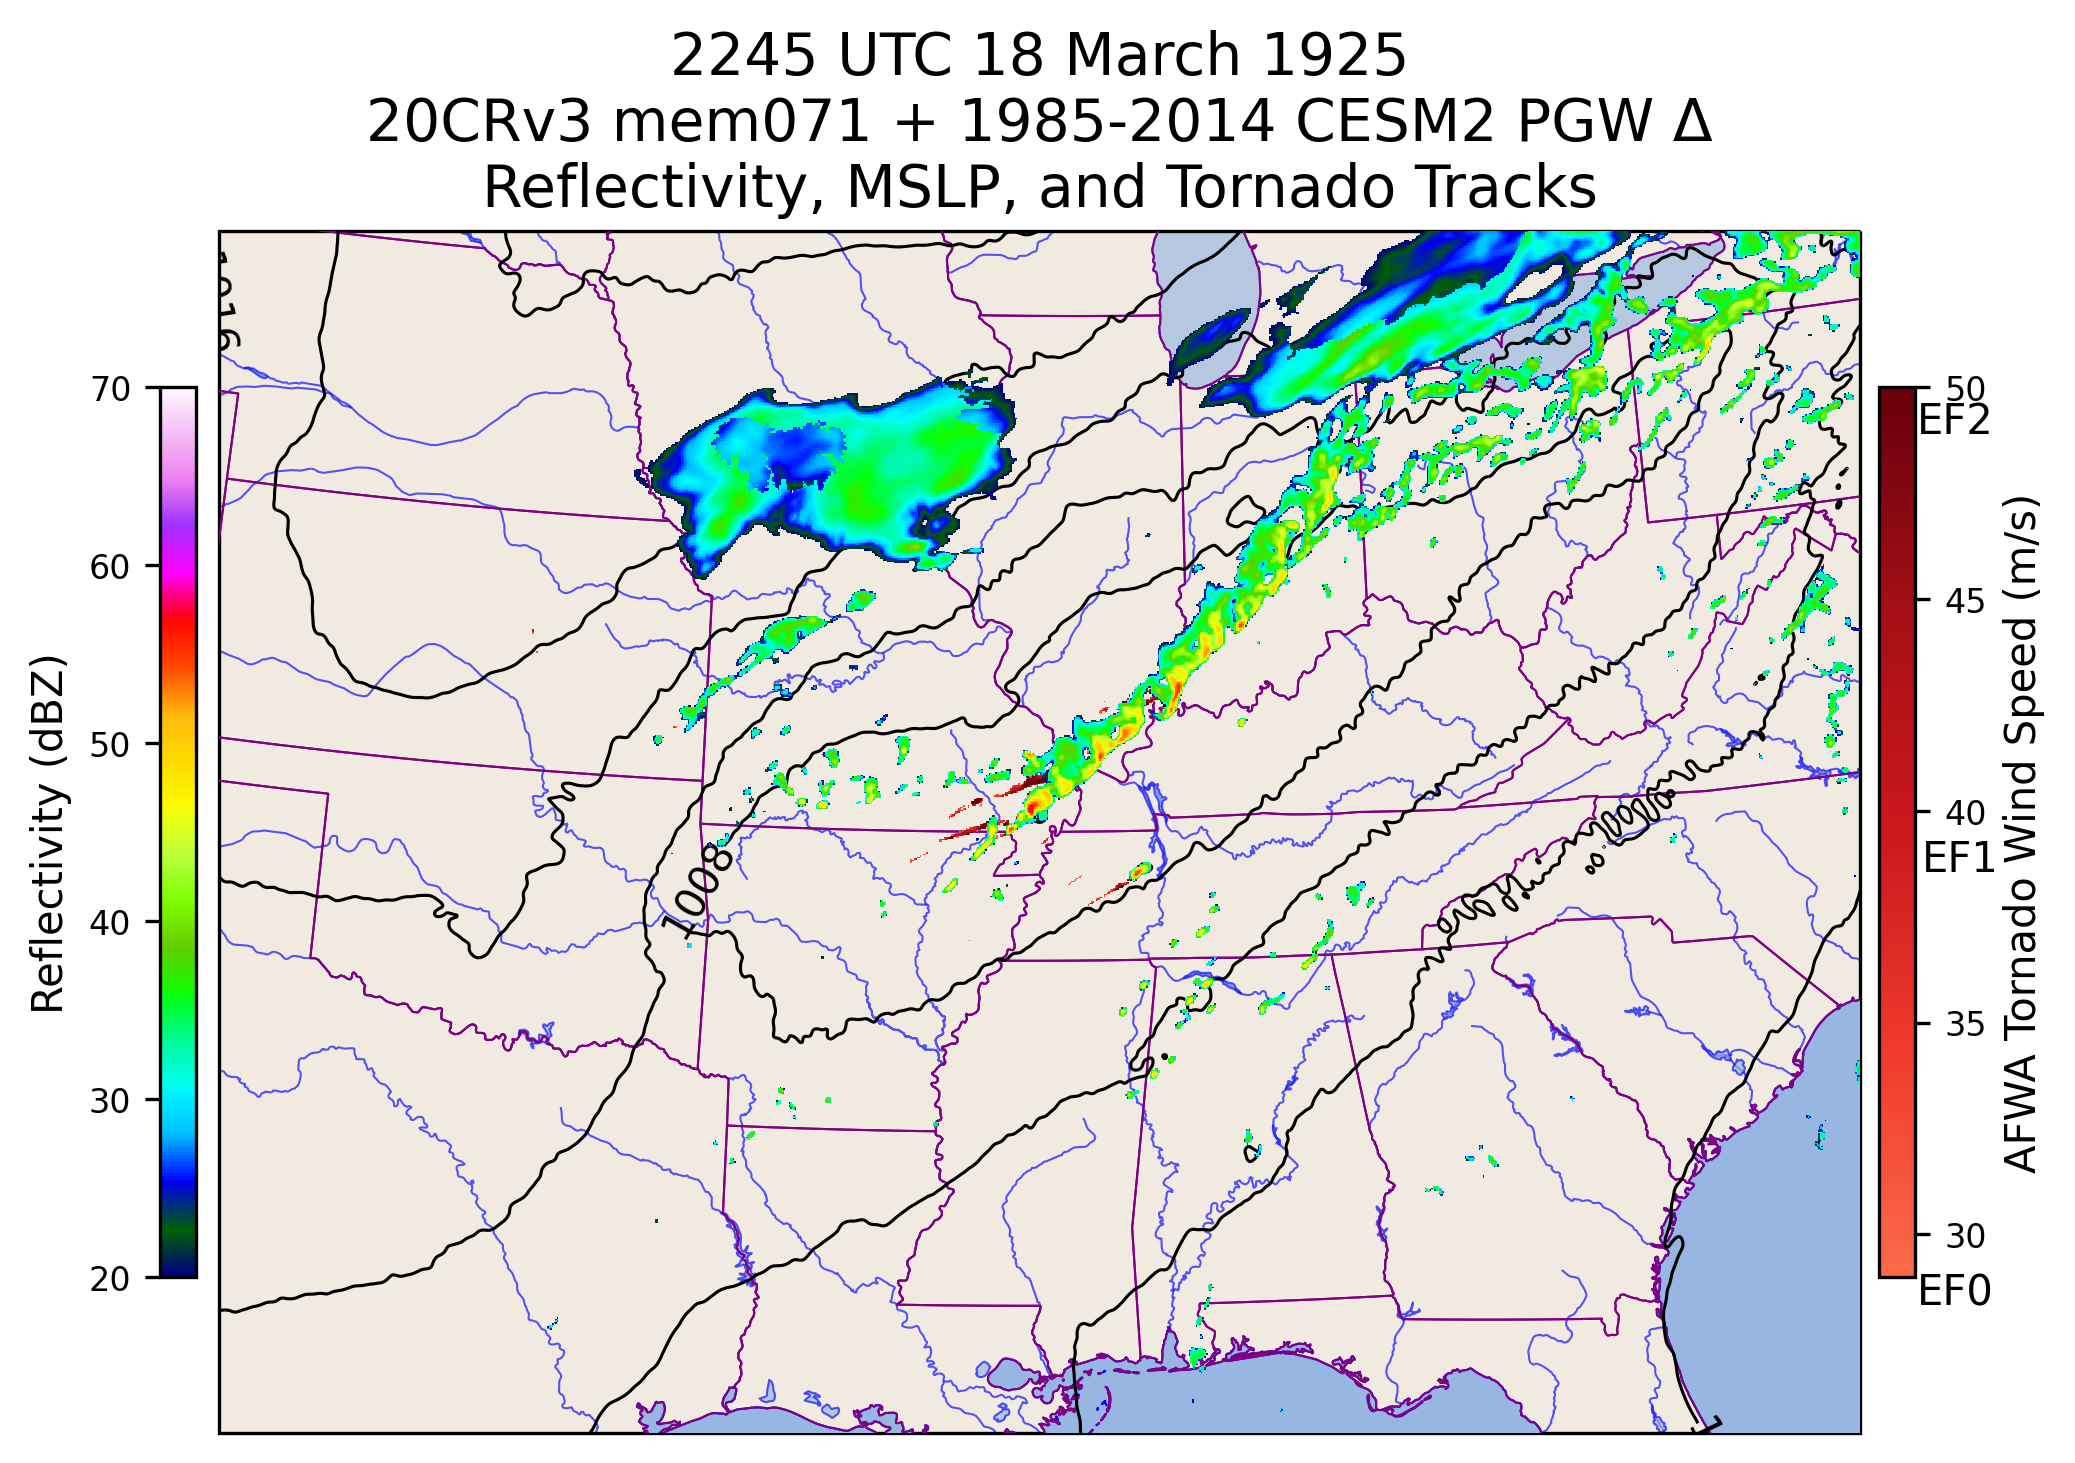 2245 UTC 18 March 1925
20CRv3 mem071 + 1985-2014 CESM2 PGW Δ
Reflectivity, MSLP, and Tornado Tracks
1016
1008
1
Reflectivity (dBZ)
70
60
50
40
30
20
50
EF2
45
40
EF1
35
30
EF0
AFWA Tornado Wind Speed (m/s)